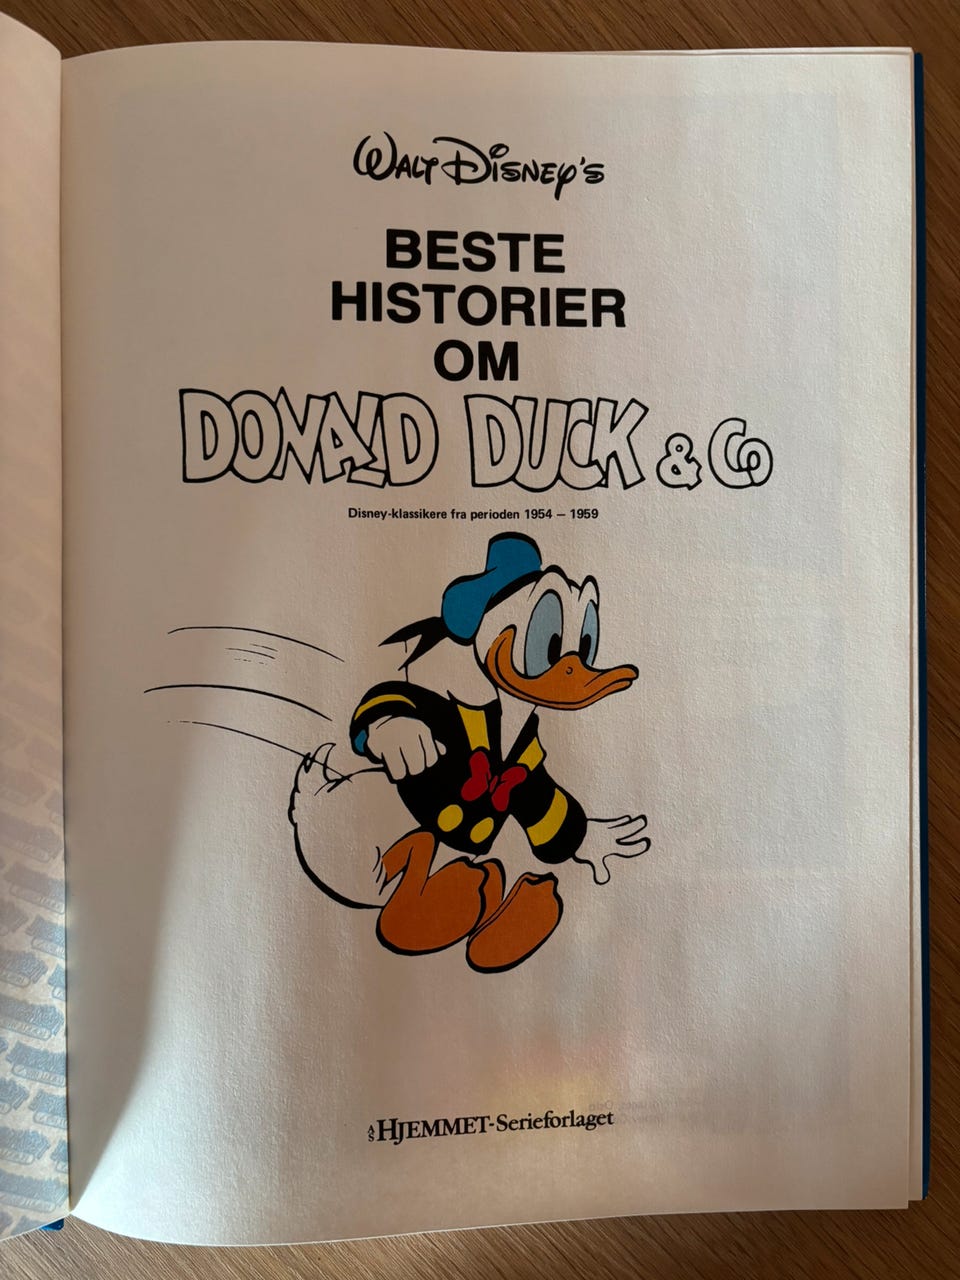 Walt Disney's
BESTE
HISTORIER
OM
DONALD DUCK & Co
Disney-klassikere fra perioden 1954 – 1959
A/S HJEMMET-Serieforlaget